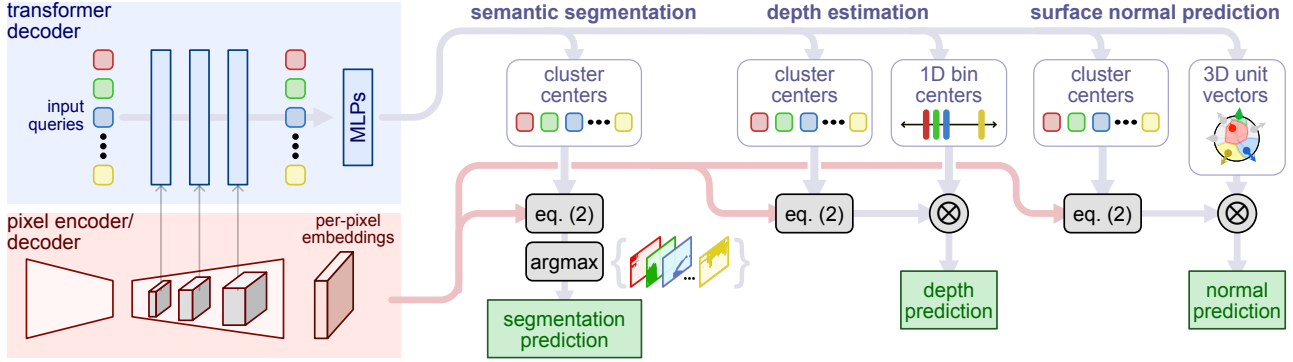 transformer
decoder
input
queries
MLPs
pixel encoder/
decoder
per-pixel
embeddings
semantic segmentation
cluster
centers
eq. (2)
argmax
segmentation
prediction
depth estimation
cluster
centers
1D bin
centers
eq. (2)
depth
prediction
surface normal prediction
cluster
centers
3D unit
vectors
eq. (2)
normal
prediction